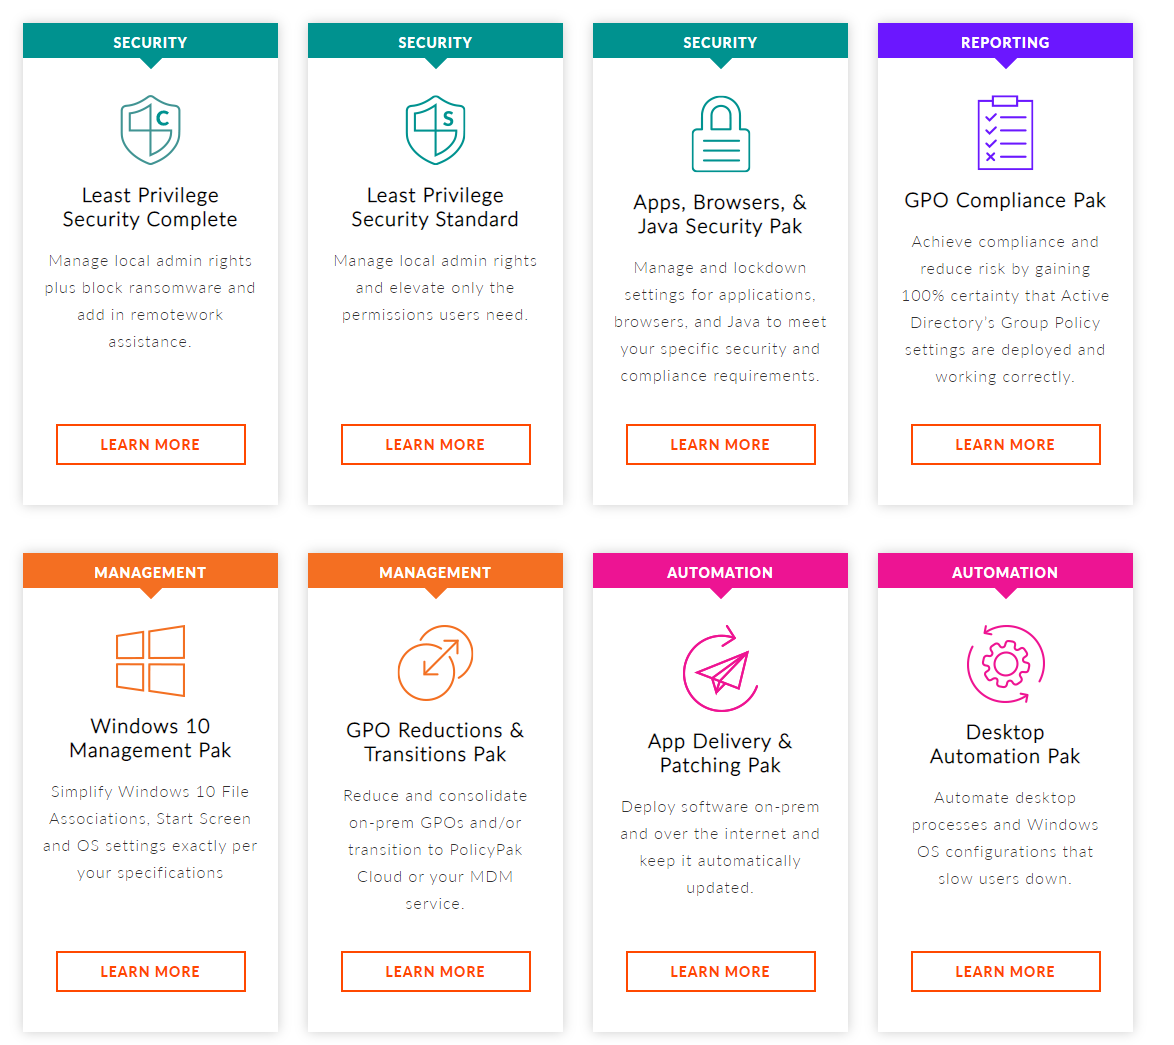 SECURITY
C
Least Privilege
Security Complete
Manage local admin rights
plus block ransomware and
add in remotework
assistance.
LEARN MORE
SECURITY
S
Least Privilege
Security Standard
Manage local admin rights
and elevate only the
permissions users need.
LEARN MORE
SECURITY
Apps, Browsers, &
Java Security Pak
Manage and lockdown
settings for applications,
browsers, and Java to meet
your specific security and
compliance requirements.
LEARN MORE
REPORTING
GPO Compliance Pak
Achieve compliance and
reduce risk by gaining
100% certainty that Active
Directory’s Group Policy
settings are deployed and
working correctly.
LEARN MORE
MANAGEMENT
Windows 10
Management Pak
Simplify Windows 10 File
Associations, Start Screen
and OS settings exactly per
your specifications
LEARN MORE
MANAGEMENT
GPO Reductions &
Transitions Pak
Reduce and consolidate
on-prem GPOs and/or
transition to PolicyPak
Cloud or your MDM
service.
LEARN MORE
AUTOMATION
App Delivery &
Patching Pak
Deploy software on-prem
and over the internet and
keep it automatically
updated.
LEARN MORE
AUTOMATION
Desktop
Automation Pak
Automate desktop
processes and Windows
OS configurations that
slow users down.
LEARN MORE